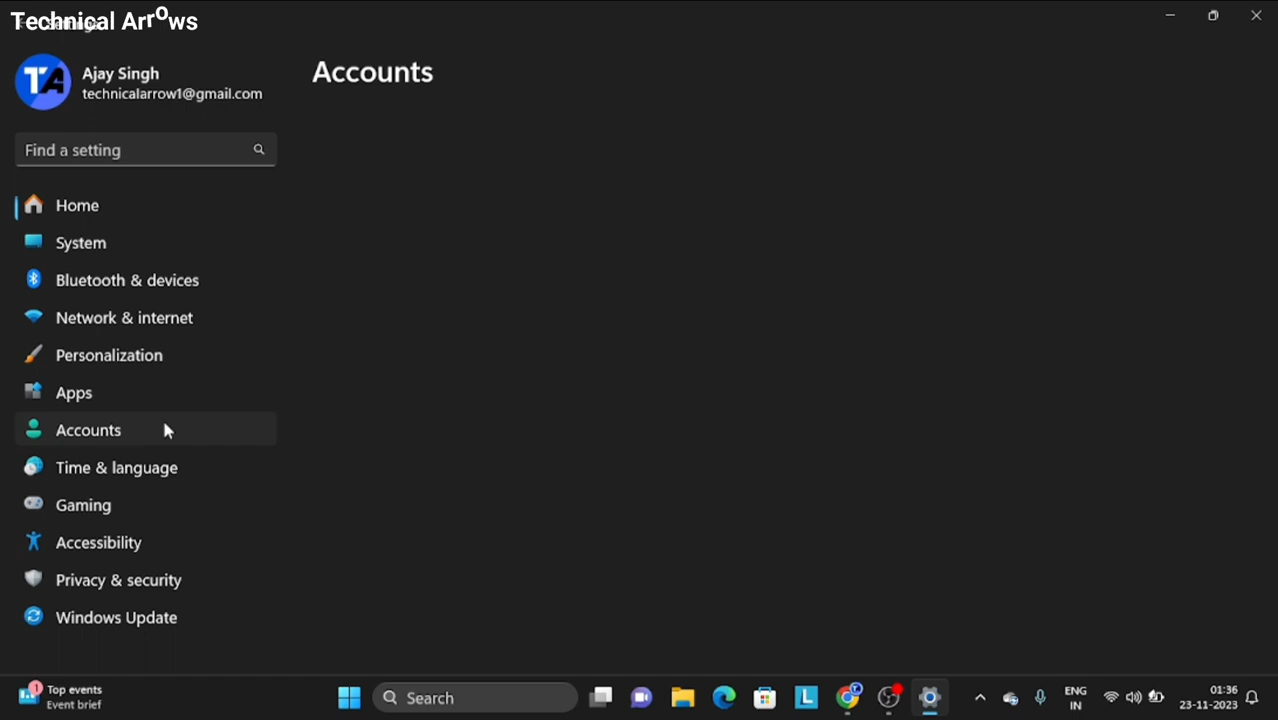 Technical Arrows
Ajay Singh
technicalarrow1@gmail.com
Accounts
Find a setting
Home
System
Bluetooth & devices
Network & internet
Personalization
Apps
Accounts
Time & language
Gaming
Accessibility
Privacy & security
Windows Update
1
Top events
Event brief
Search
L
ENG
IN
01:36
23-11-2023